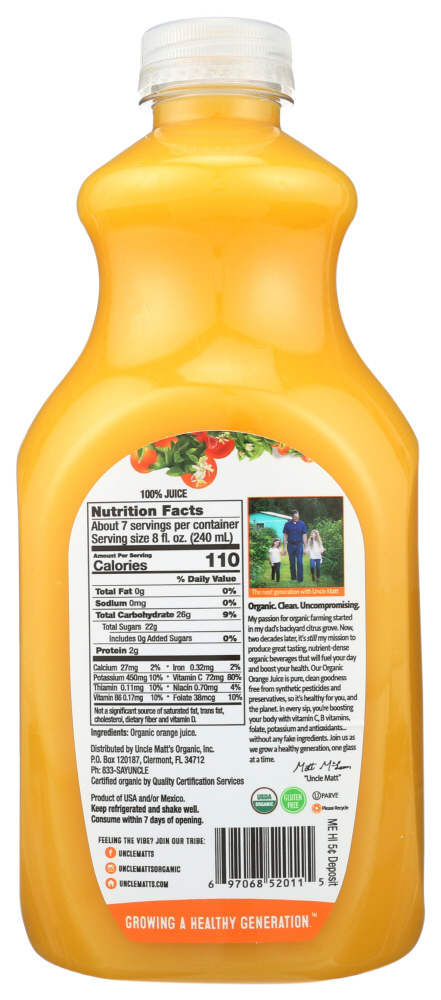 100% JUICE
Nutrition Facts
About 7 servings per container
Serving size 8 fl. oz. (240 mL)
Amount Per Serving
Calories 110
% Daily Value
Total Fat 0g 0%
Sodium 0mg 0%
Total Carbohydrate 26g 9%
Total Sugars 22g
Includes 0g Added Sugars 0%
Protein 2g
Calcium 27mg 2% • Iron 0.32mg 2%
Potassium 450mg 10% • Vitamin C 72mg 80%
Thiamin 0.11mg 10% • Niacin 0.70mg 4%
Vitamin B6 0.17mg 10% • Folate 38mcg 10%
Not a significant source of saturated fat, trans fat,
cholesterol, dietary fiber and vitamin D.
Ingredients: Organic orange juice.
Distributed by Uncle Matt's Organic, Inc.
P.O. Box 120187, Clermont, FL 34712
Ph: 833-SAYUNCLE
Certified organic by Quality Certification Services
Product of USA and/or Mexico.
Keep refrigerated and shake well.
Consume within 7 days of opening.
FEELING THE VIBE? JOIN OUR TRIBE:
f UNCLEMATTS
UNCLEMATTSORGANIC
UNCLEMATTS.COM
The next generation with Uncle Matt
Organic. Clean. Uncompromising.
My passion for organic farming started
in my dad's backyard citrus grove. Now,
two decades later, it's still my mission to
produce great tasting, nutrient-dense
organic beverages that will fuel your day
and boost your health. Our Organic
Orange Juice is pure, clean goodness
free from synthetic pesticides and
preservatives, so it's healthy for you, and
the planet. In every sip, you're boosting
your body with vitamin C, B vitamins,
folate, potassium and antioxidants...
without any fake ingredients. Join us as
we grow a healthy generation, one glass
at a time.
Matt McLean
"Uncle Matt"
USDA
ORGANIC
GLUTEN
FREE
U PARVE
Please Recycle
ME HI 5¢ Deposit
6 97068 52011 5
GROWING A HEALTHY GENERATION.™